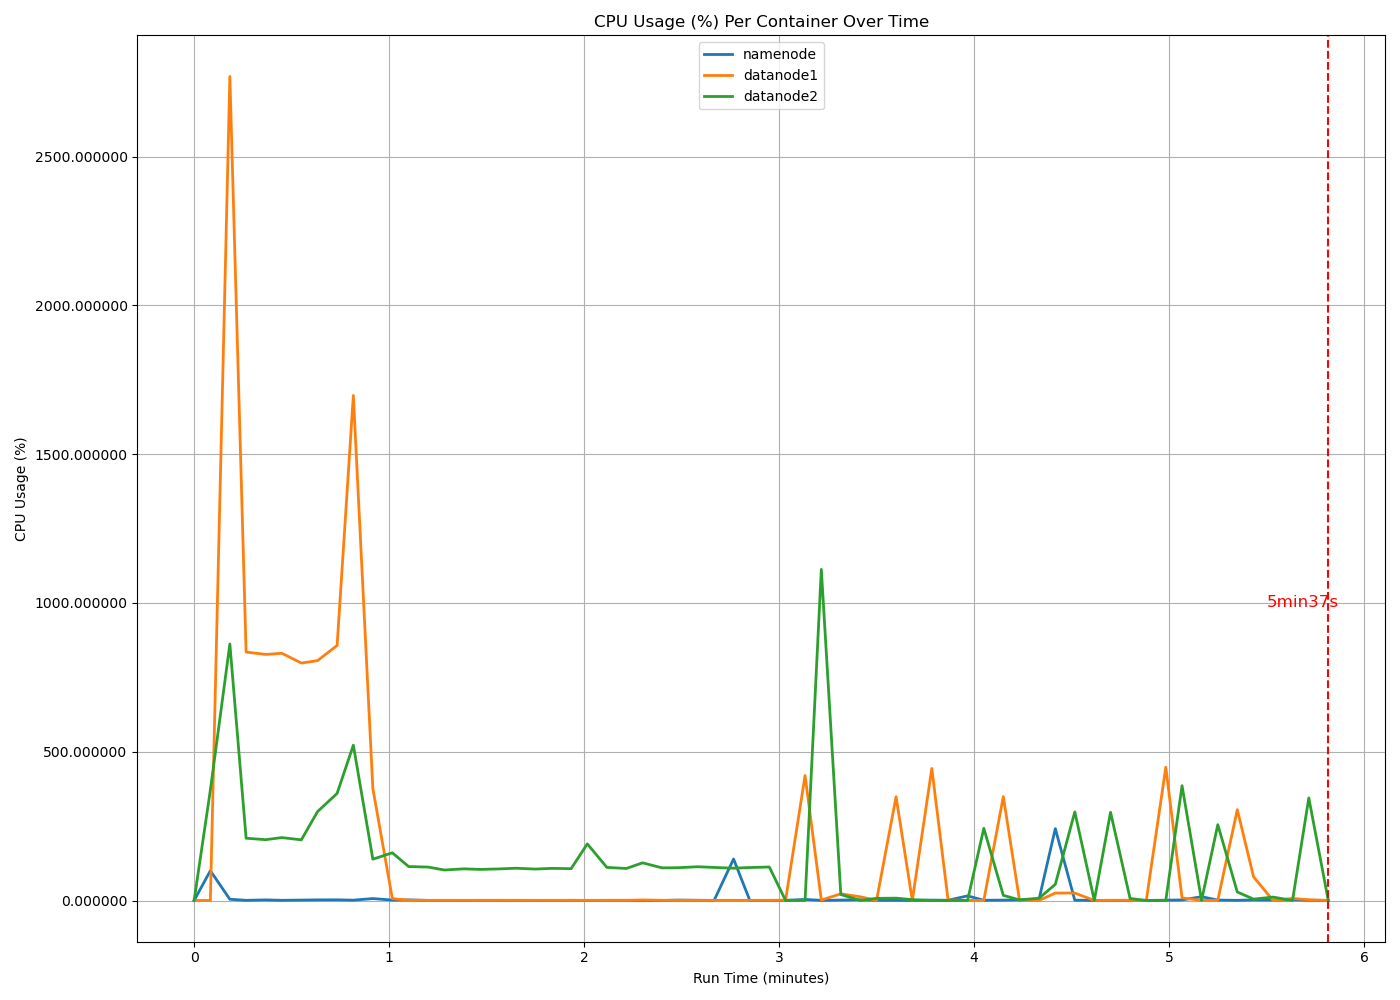 CPU Usage (%) Per Container Over Time
namenode
datanode1
datanode2
CPU Usage (%)
2500.000000
2000.000000
1500.000000
1000.000000
500.000000
0.000000
5min37s
0 1 2 3 4 5 6
Run Time (minutes)